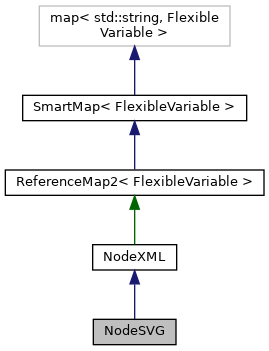 map< std::string, Flexible
Variable >
SmartMap< FlexibleVariable >
ReferenceMap2< FlexibleVariable >
NodeXML
NodeSVG